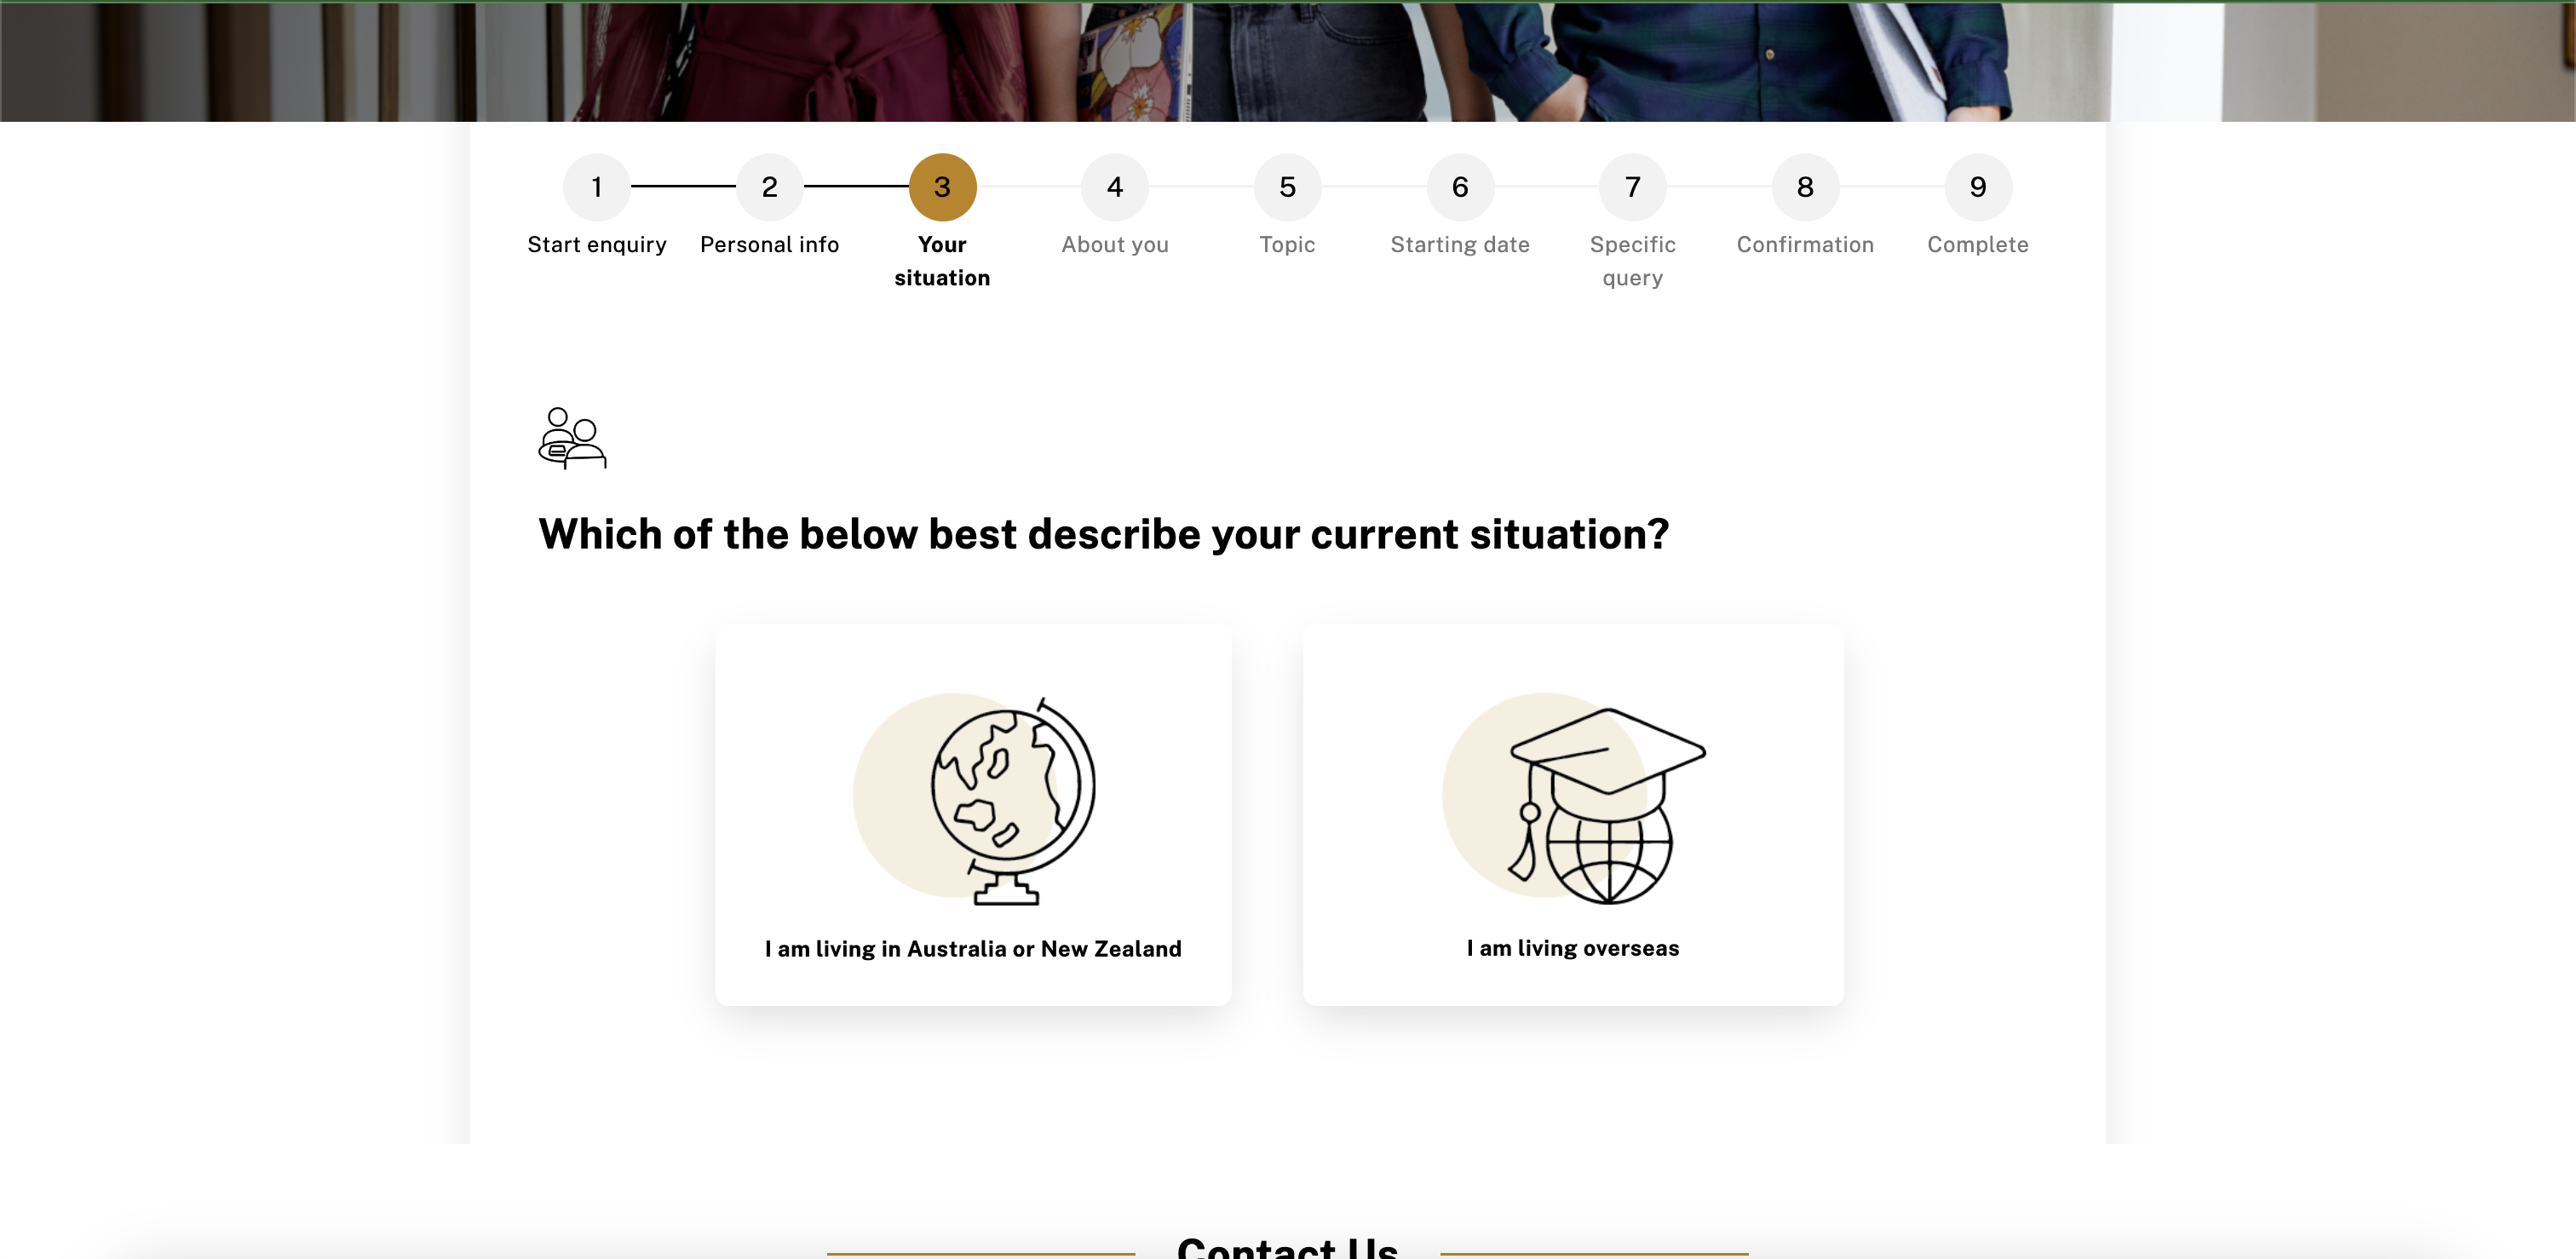 1 2 3 4 5 6 7 8 9
Start enquiry Personal info Your About you Topic Starting date Specific Confirmation Complete
situation query
Which of the below best describe your current situation?
I am living in Australia or New Zealand I am living overseas
Contact Us